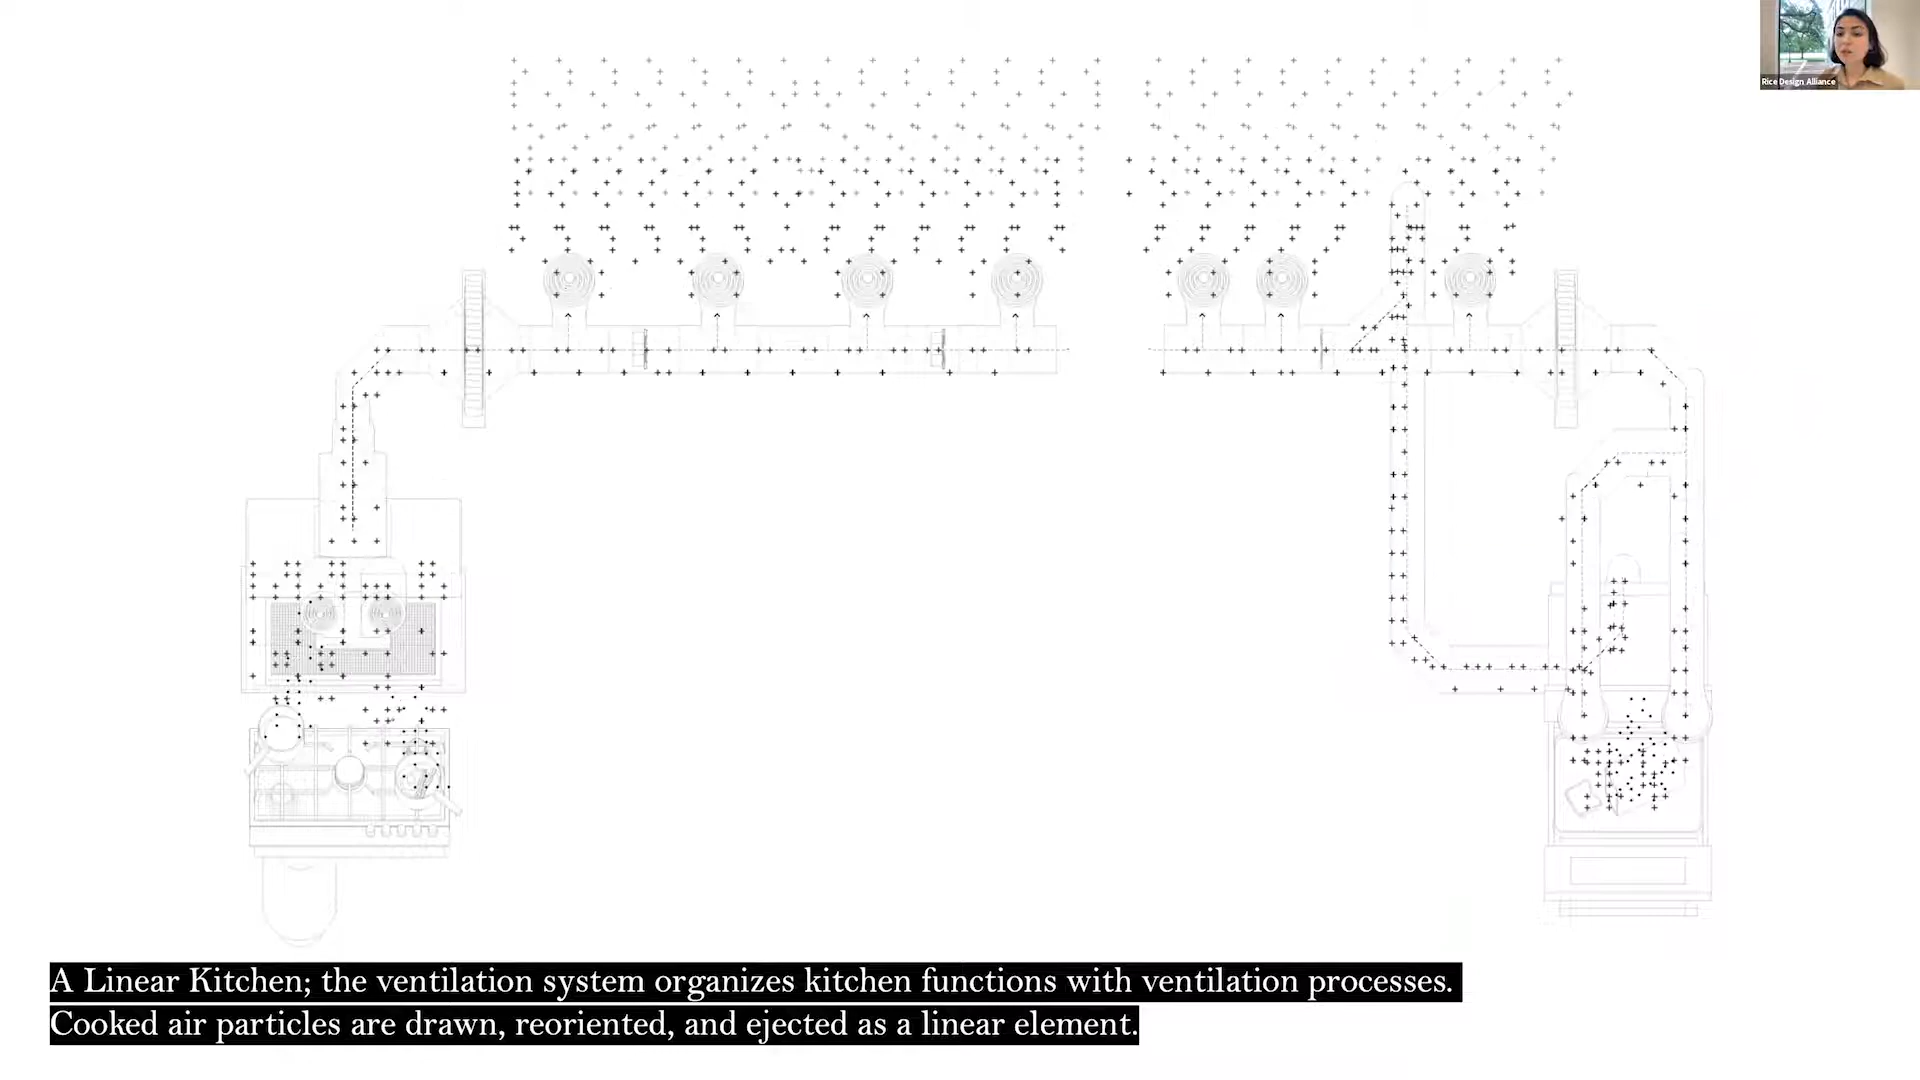 Rice Design Alliance
A Linear Kitchen; the ventilation system organizes kitchen functions with ventilation processes.
Cooked air particles are drawn, reoriented, and ejected as a linear element.